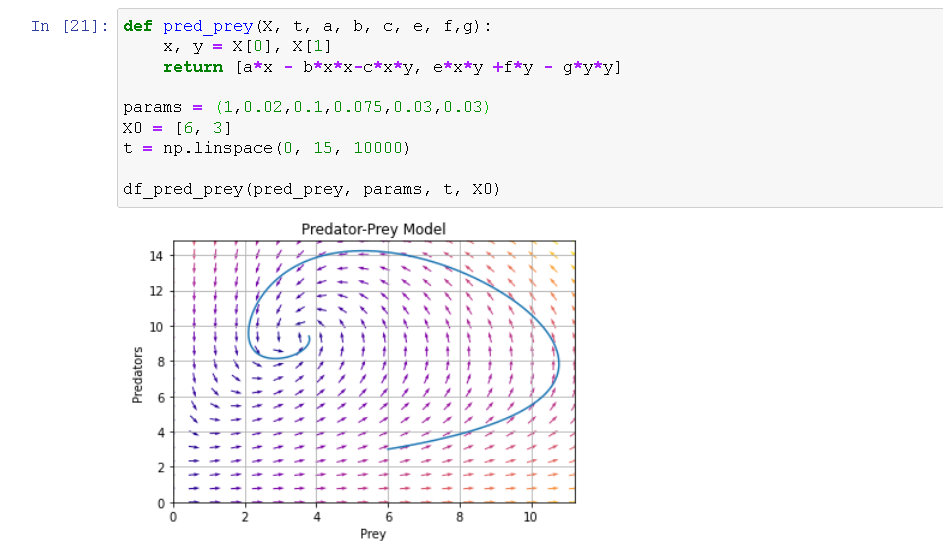 In [21]: def pred_prey(X, t, a, b, c, e, f,g):
x, y = X[0], X[1]
return [a*x - b*x*x-c*x*y, e*x*y +f*y - g*y*y]
params = (1,0.02,0.1,0.075,0.03,0.03)
X0 = [6, 3]
t = np.linspace(0, 15, 10000)
df_pred_prey(pred_prey, params, t, X0)
Predator-Prey Model
14
12
10
8
6
4
2
0
Predators
0 2 4 6 8 10
Prey